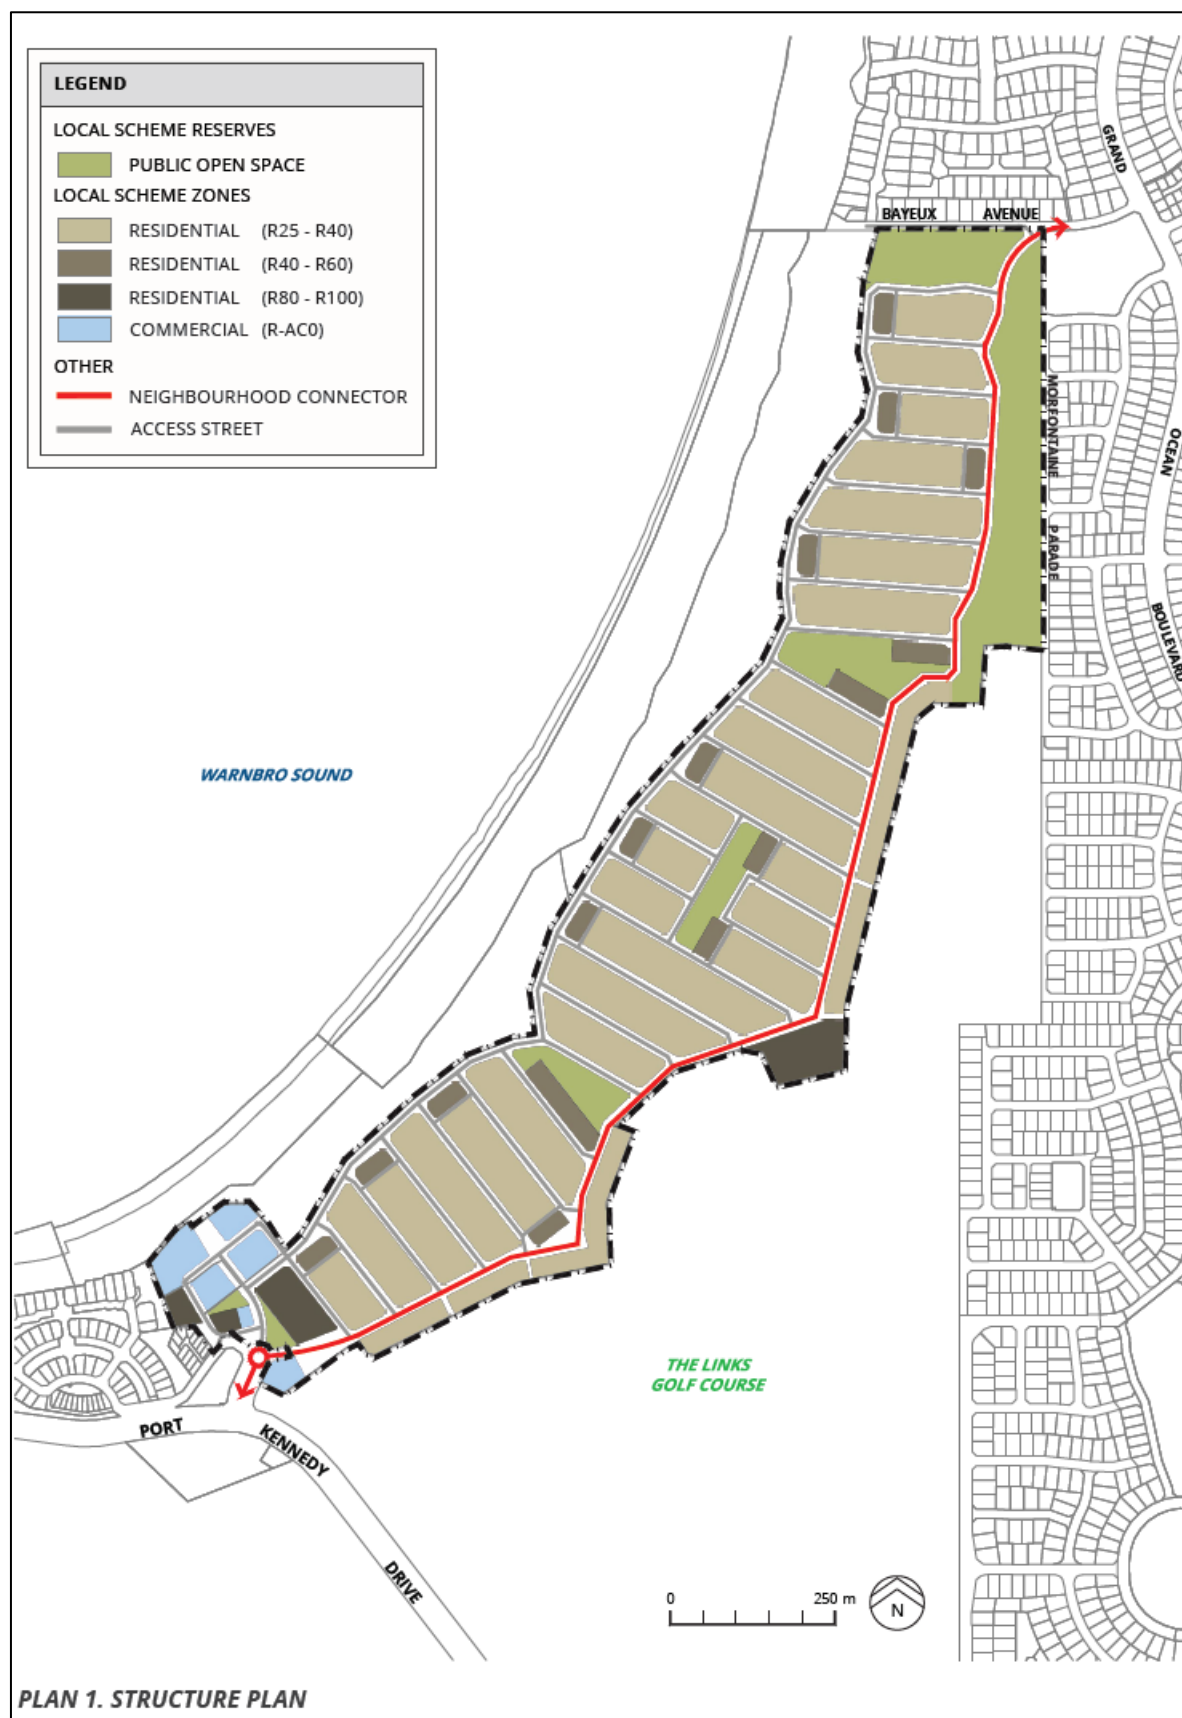 LEGEND
LOCAL SCHEME RESERVES
PUBLIC OPEN SPACE
LOCAL SCHEME ZONES
RESIDENTIAL (R25 - R40)
RESIDENTIAL (R40 - R60)
RESIDENTIAL (R80 - R100)
COMMERCIAL (R-AC0)
OTHER
NEIGHBOURHOOD CONNECTOR
ACCESS STREET
GRAND
BAYEUX AVENUE
MORFONTAINE
OCEAN
PARADE
BOULEVARD
WARNBRO SOUND
THE LINKS
GOLF COURSE
PORT
KENNEDY
DRIVE
0 250 m
N
PLAN 1. STRUCTURE PLAN